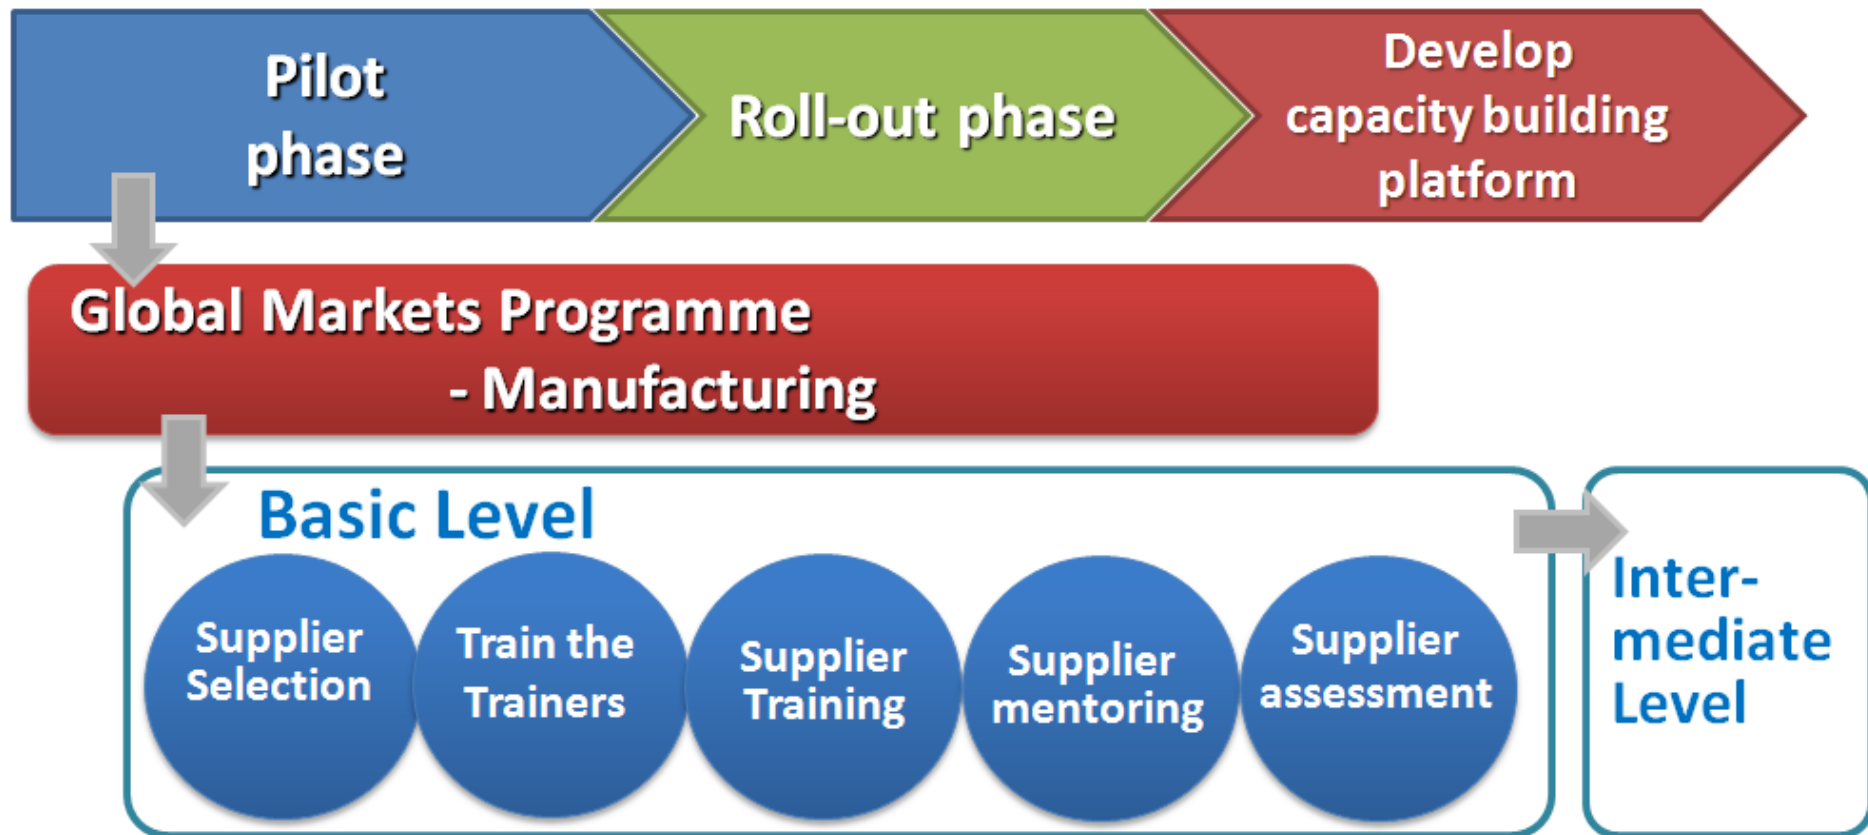 Pilot
phase
Roll-out phase
Develop
capacity building
platform
Global Markets Programme
- Manufacturing
Basic Level
Supplier
Selection
Train the
Trainers
Supplier
Training
Supplier
mentoring
Supplier
assessment
Inter-
mediate
Level